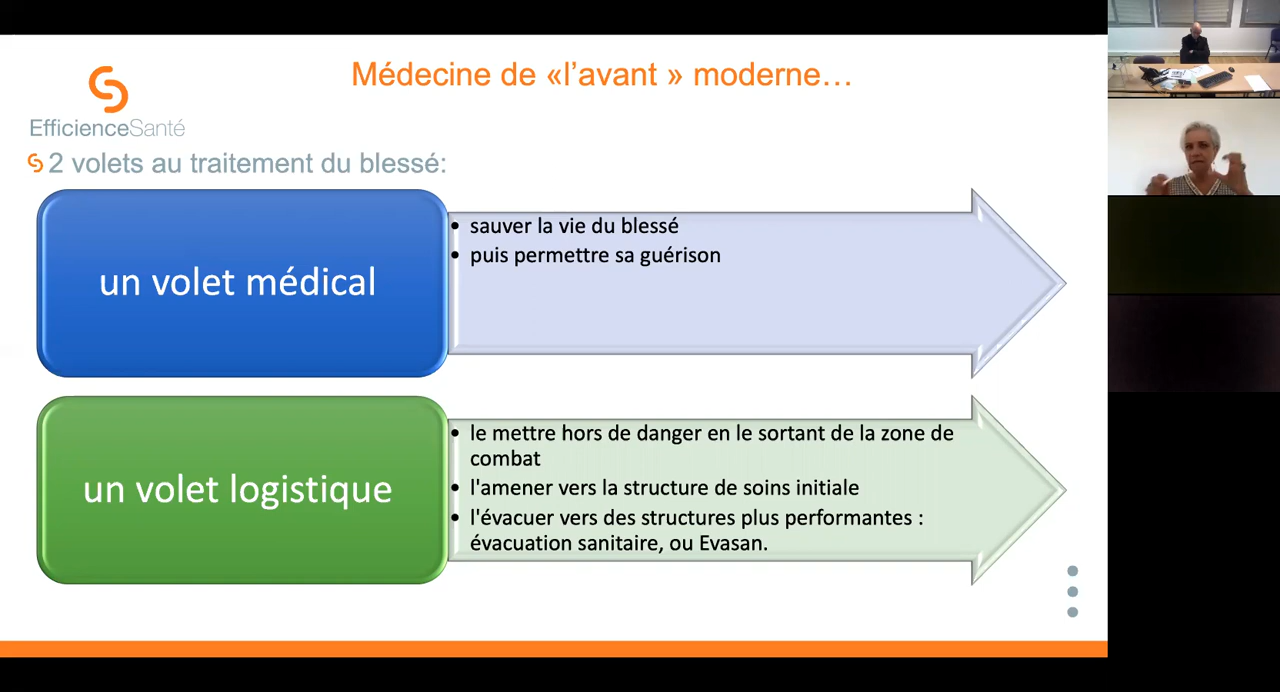 Médecine de «l’avant » moderne…
EfficienceSanté
2 volets au traitement du blessé:
un volet médical
• sauver la vie du blessé
• puis permettre sa guérison
un volet logistique
• le mettre hors de danger en le sortant de la zone de
combat
• l'amener vers la structure de soins initiale
• l'évacuer vers des structures plus performantes :
évacuation sanitaire, ou Evasan.